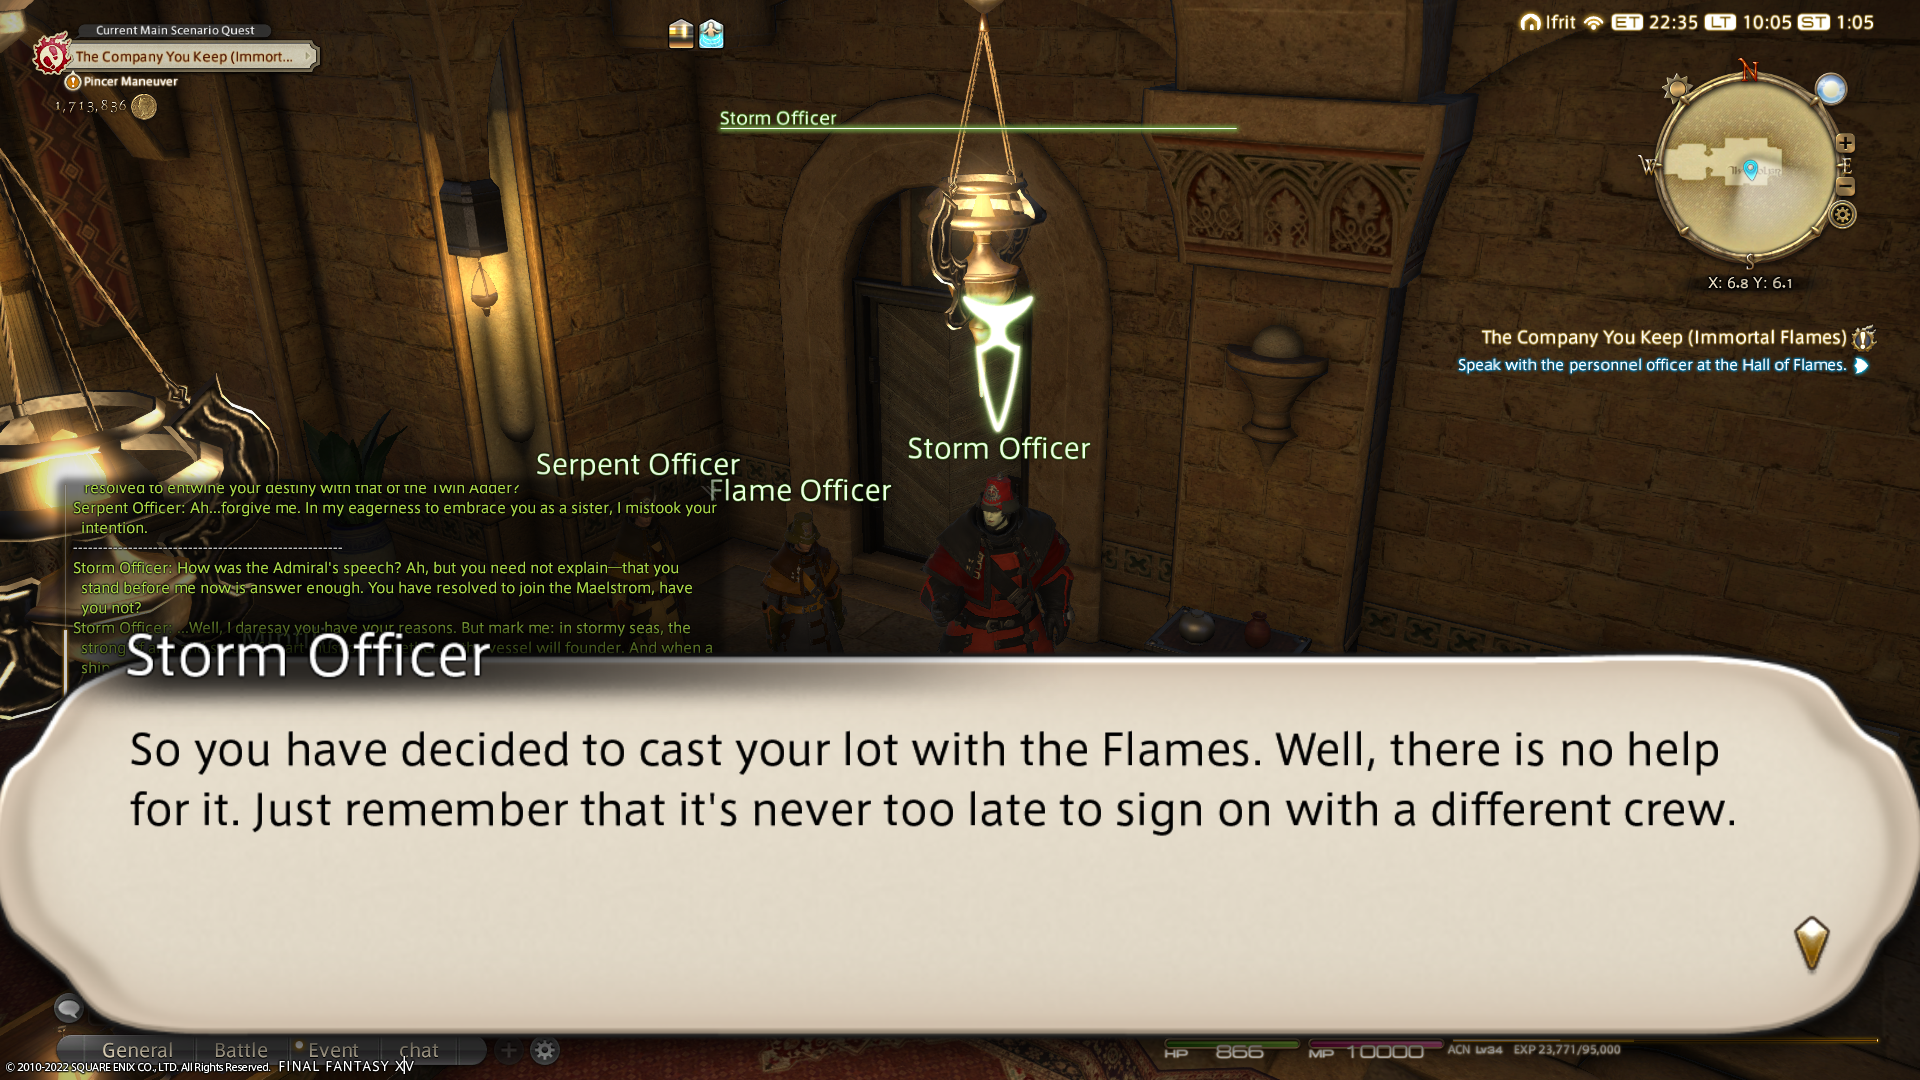 Current Main Scenario Quest
The Company You Keep (Immort...
Pincer Maneuver
1,713,836
Ifrit ET 22:35 LT 10:05 ST 1:05
Storm Officer
N
W
E
S
X: 6.8 Y: 6.1
The Company You Keep (Immortal Flames)
Speak with the personnel officer at the Hall of Flames.
Storm Officer
Serpent Officer
Flame Officer
resolved to entwine your destiny with that of the Twin Adder?
Serpent Officer: Ah...forgive me. In my eagerness to embrace you as a sister, I mistook your
intention.
Storm Officer: How was the Admiral's speech? Ah, but you need not explain—that you
stand before me now is answer enough. You have resolved to join the Maelstrom, have
you not?
Storm Officer: ...Well, I daresay you have your reasons. But mark me: in stormy seas, the
vessel will founder. And when a
ship
Storm Officer
So you have decided to cast your lot with the Flames. Well, there is no help
for it. Just remember that it's never too late to sign on with a different crew.
General Battle Event chat
HP 866 MP 10000 ACN Lv34 EXP 23,771/95,000
© 2010-2022 SQUARE ENIX CO., LTD. All Rights Reserved. FINAL FANTASY XIV